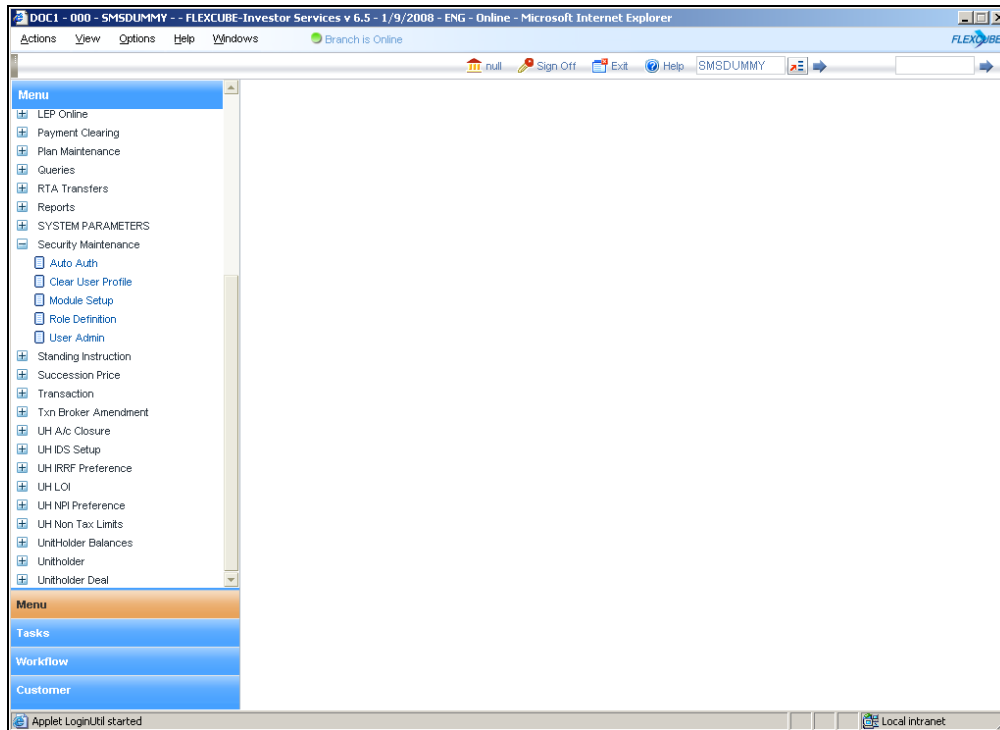 DOC1 - 000 - SMSDUMMY - - FLEXCUBE-Investor Services v 6.5 - 1/9/2008 - ENG - Online - Microsoft Internet Explorer
Actions View Options Help Windows Branch is Online FLEXCUBE
null Sign Off Exit Help SMSDUMMY
Menu
LEP Online
Payment Clearing
Plan Maintenance
Queries
RTA Transfers
Reports
SYSTEM PARAMETERS
Security Maintenance
Auto Auth
Clear User Profile
Module Setup
Role Definition
User Admin
Standing Instruction
Succession Price
Transaction
Txn Broker Amendment
UH A/c Closure
UH IDS Setup
UH IRRF Preference
UH LOI
UH NPI Preference
UH Non Tax Limits
UnitHolder Balances
Unitholder
Unitholder Deal
Menu
Tasks
Workflow
Customer
Applet LoginUtil started Local intranet